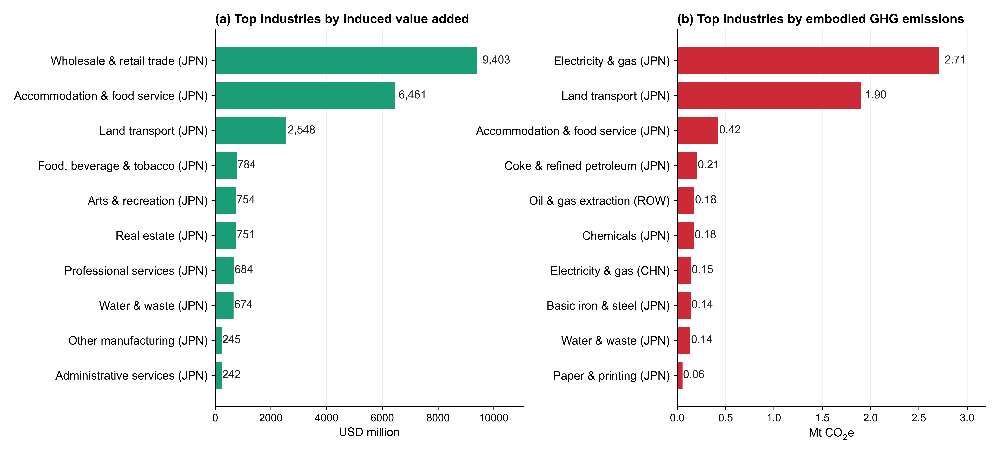 (a) Top industries by induced value added
Wholesale & retail trade (JPN) 9,403
Accommodation & food service (JPN) 6,461
Land transport (JPN) 2,548
Food, beverage & tobacco (JPN) 784
Arts & recreation (JPN) 754
Real estate (JPN) 751
Professional services (JPN) 684
Water & waste (JPN) 674
Other manufacturing (JPN) 245
Administrative services (JPN) 242
0 2000 4000 6000 8000 10000
USD million
(b) Top industries by embodied GHG emissions
Electricity & gas (JPN) 2.71
Land transport (JPN) 1.90
Accommodation & food service (JPN) 0.42
Coke & refined petroleum (JPN) 0.21
Oil & gas extraction (ROW) 0.18
Chemicals (JPN) 0.18
Electricity & gas (CHN) 0.15
Basic iron & steel (JPN) 0.14
Water & waste (JPN) 0.14
Paper & printing (JPN) 0.06
0.0 0.5 1.0 1.5 2.0 2.5 3.0
Mt CO₂e